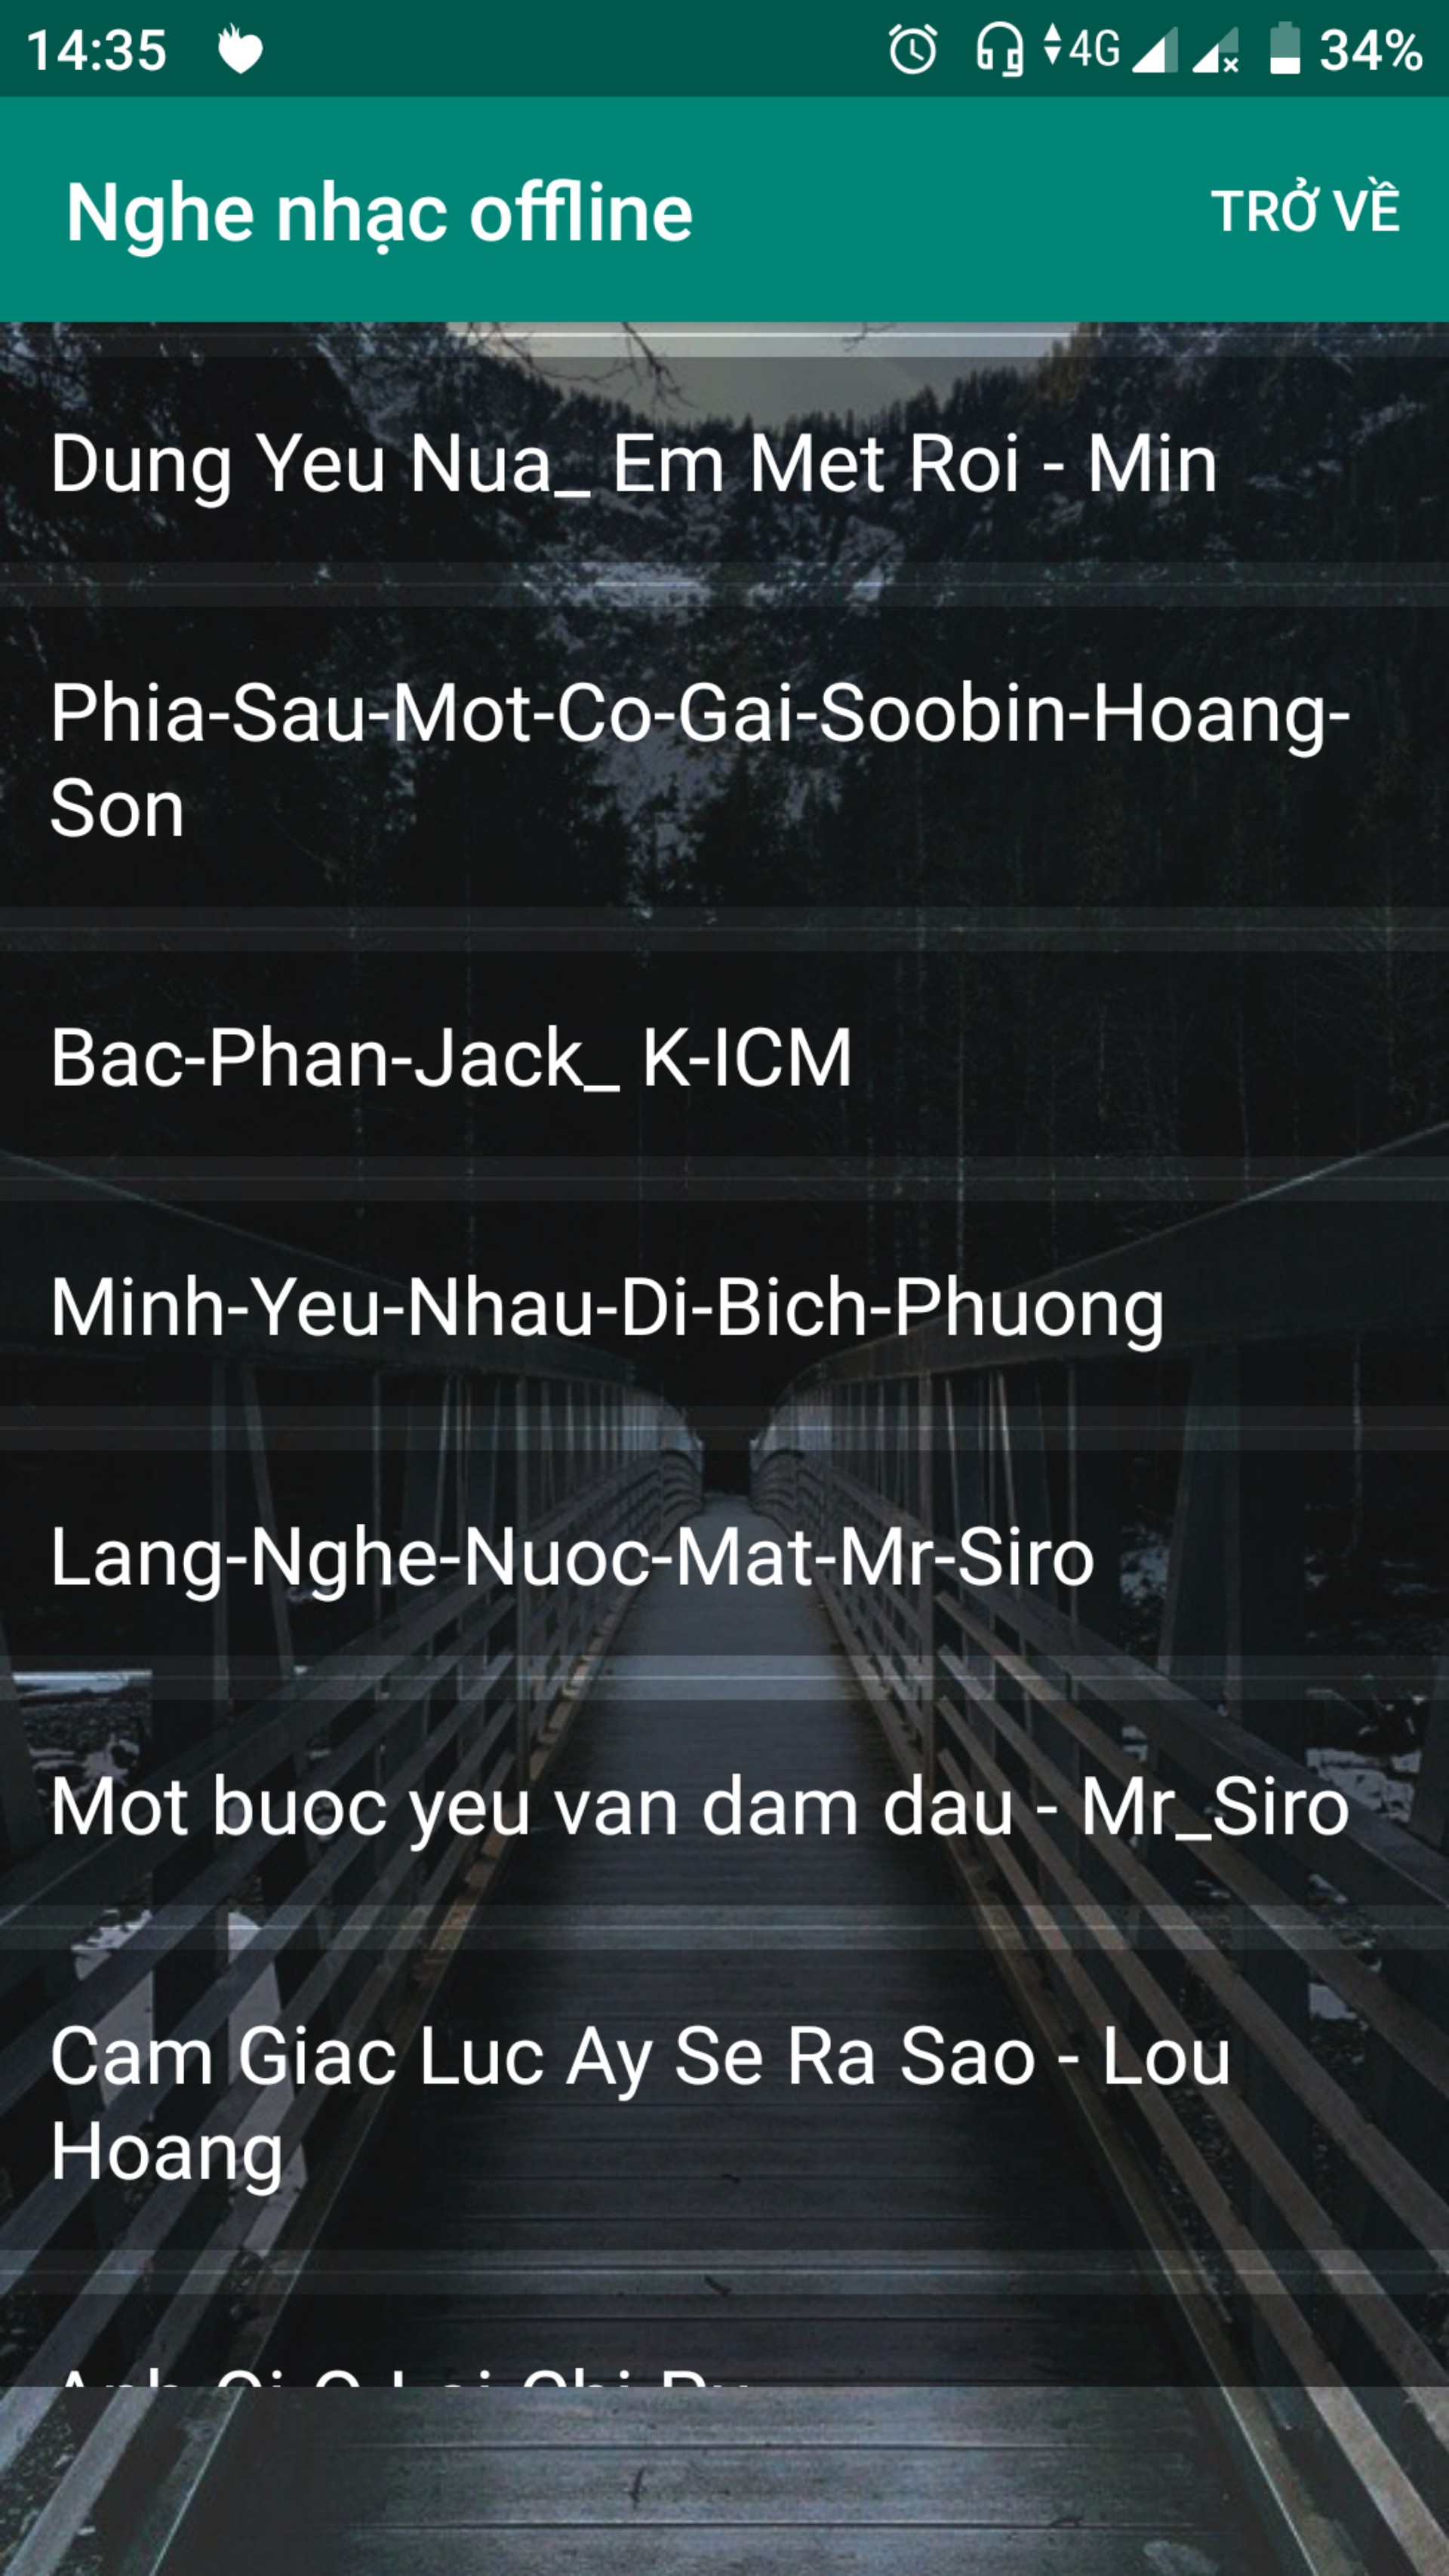 14:35 4G 34%
Nghe nhạc offline TRỞ VỀ
Dung Yeu Nua_ Em Met Roi - Min
Phia-Sau-Mot-Co-Gai-Soobin-Hoang-
Son
Bac-Phan-Jack_ K-ICM
Minh-Yeu-Nhau-Di-Bich-Phuong
Lang-Nghe-Nuoc-Mat-Mr-Siro
Mot buoc yeu van dam dau - Mr_Siro
Cam Giac Luc Ay Se Ra Sao - Lou
Hoang